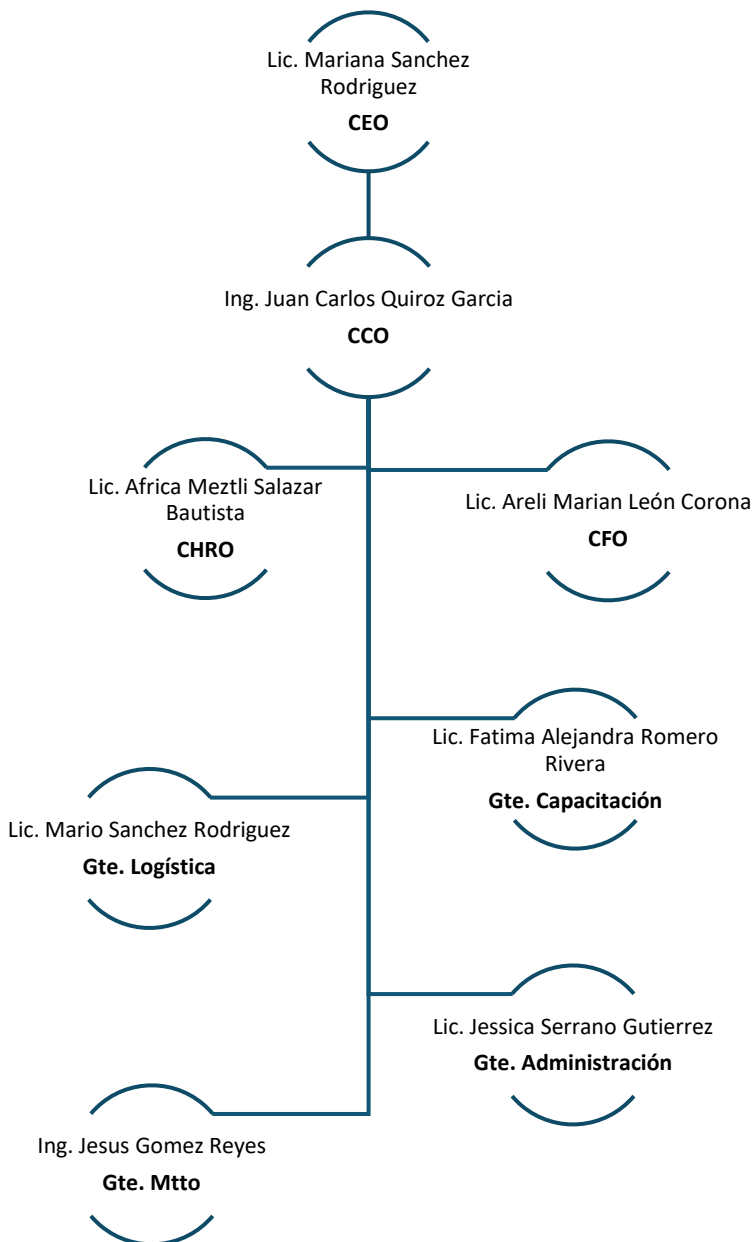 Lic. Mariana Sanchez
Rodriguez
CEO
Ing. Juan Carlos Quiroz Garcia
CCO
Lic. Africa Meztli Salazar
Bautista
CHRO
Lic. Areli Marian León Corona
CFO
Lic. Fatima Alejandra Romero
Rivera
Gte. Capacitación
Lic. Mario Sanchez Rodriguez
Gte. Logística
Lic. Jessica Serrano Gutierrez
Gte. Administración
Ing. Jesus Gomez Reyes
Gte. Mtto